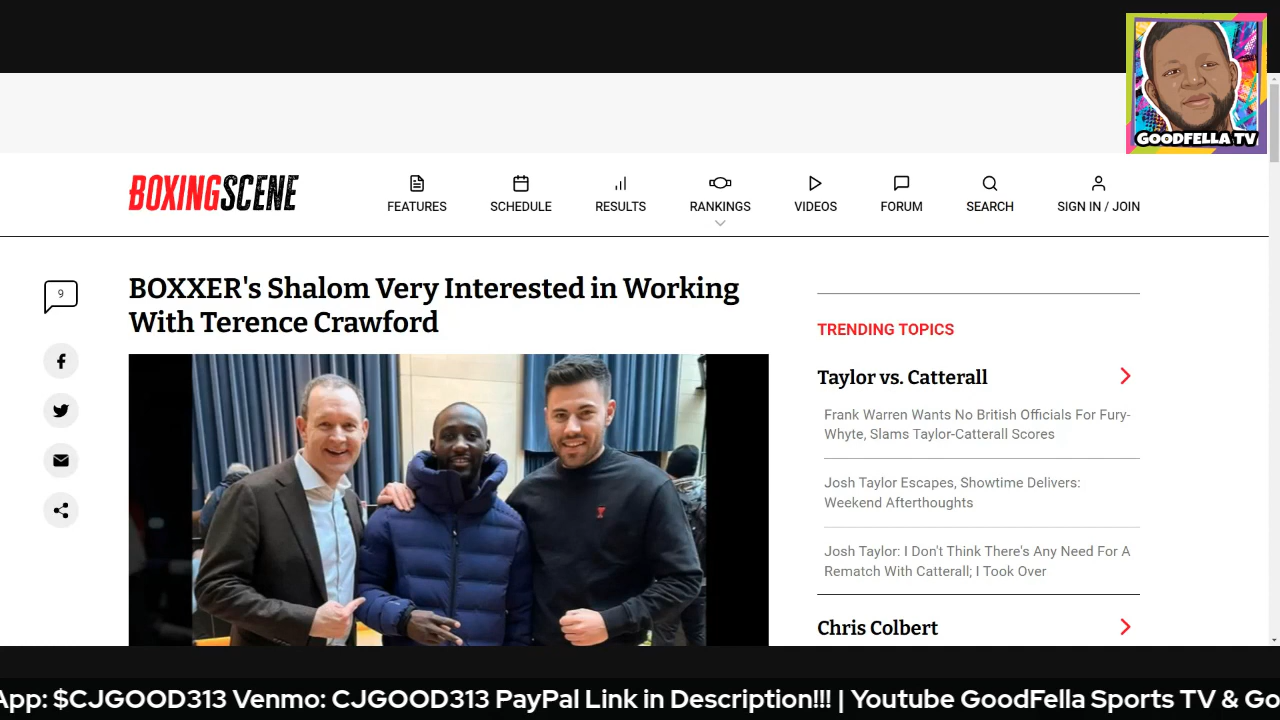 GOODFELLA TV
BOXINGSCENE
FEATURES
SCHEDULE
RESULTS
RANKINGS
VIDEOS
FORUM
SEARCH
SIGN IN / JOIN
9
BOXXER's Shalom Very Interested in Working
With Terence Crawford
TRENDING TOPICS
Taylor vs. Catterall
Frank Warren Wants No British Officials For Fury-
Whyte, Slams Taylor-Catterall Scores
Josh Taylor Escapes, Showtime Delivers:
Weekend Afterthoughts
Josh Taylor: I Don't Think There's Any Need For A
Rematch With Catterall; I Took Over
Chris Colbert
App: $CJGOOD313 Venmo: CJGOOD313 PayPal Link in Description!!! | Youtube GoodFella Sports TV & Go